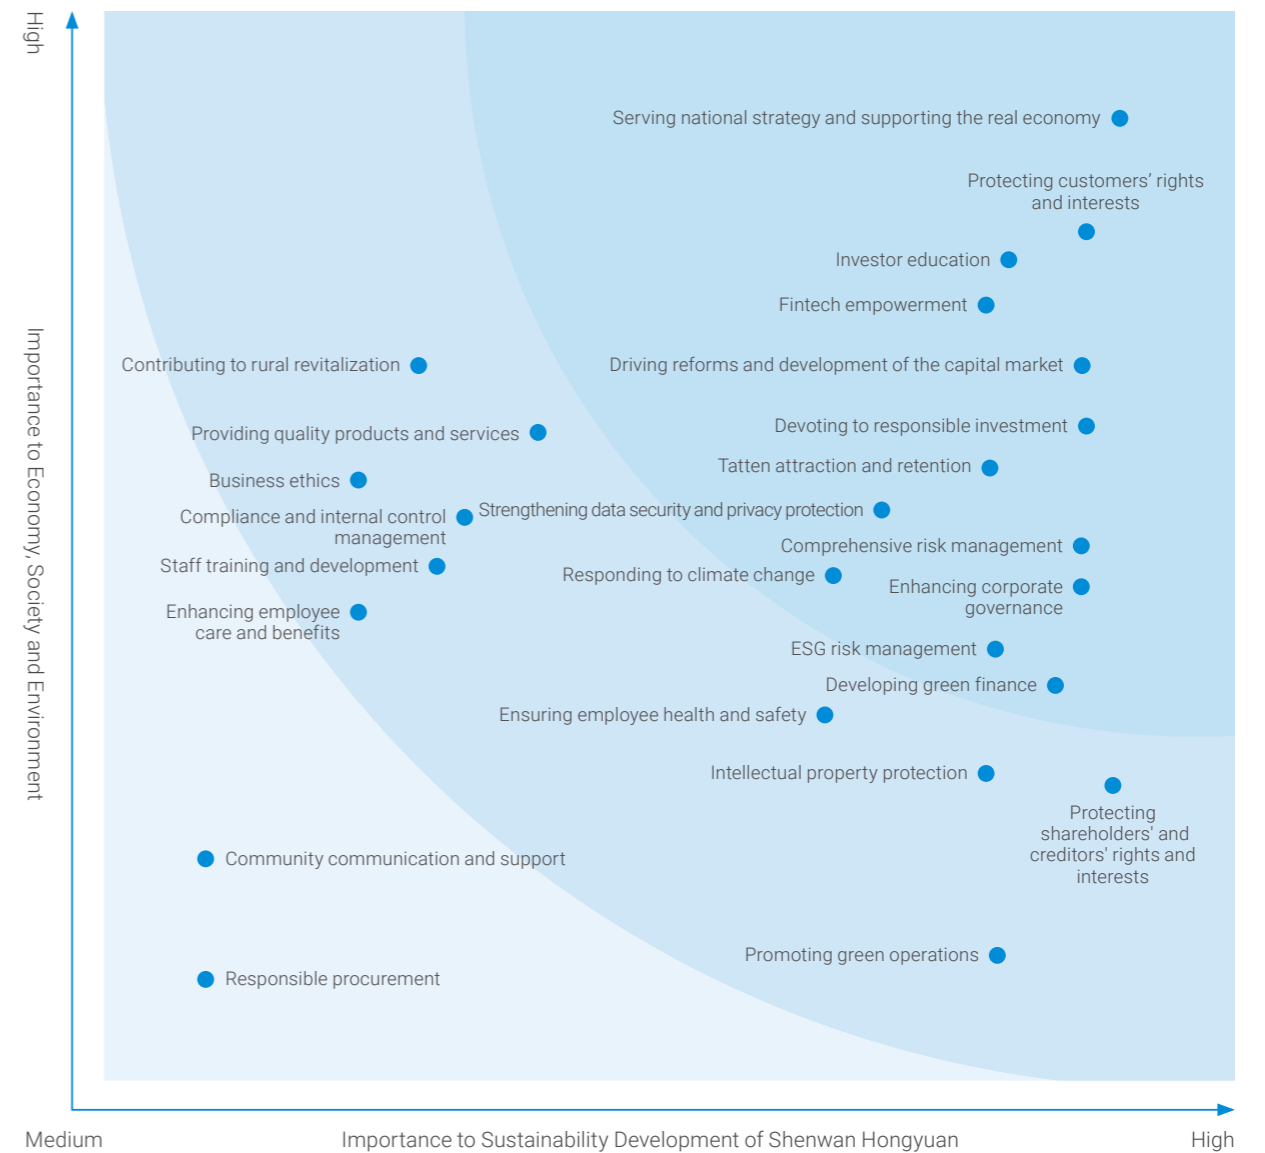 High
Importance to Economy, Society and Environment
Serving national strategy and supporting the real economy
Protecting customers’ rights
and interests
Investor education
Fintech empowerment
Contributing to rural revitalization
Driving reforms and development of the capital market
Providing quality products and services
Devoting to responsible investment
Tatten attraction and retention
Business ethics
Strengthening data security and privacy protection
Compliance and internal control
management
Comprehensive risk management
Staff training and development
Responding to climate change
Enhancing corporate
governance
Enhancing employee
care and benefits
ESG risk management
Developing green finance
Ensuring employee health and safety
Intellectual property protection
Protecting
shareholders' and
creditors' rights and
interests
Community communication and support
Promoting green operations
Responsible procurement
Medium
Importance to Sustainability Development of Shenwan Hongyuan
High